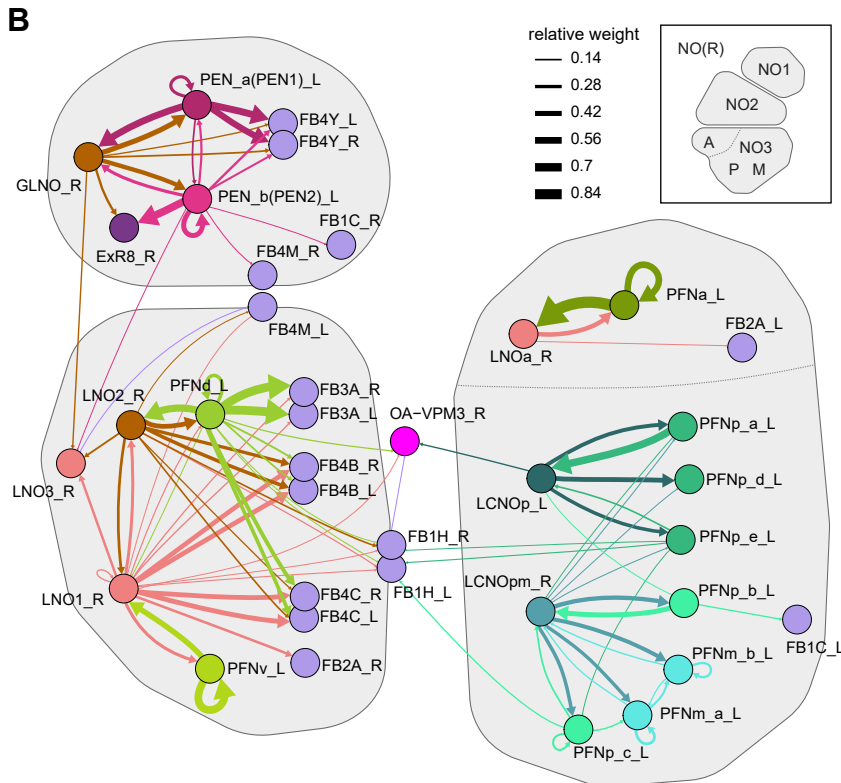 B
relative weight
0.14
0.28
0.42
0.56
0.7
0.84
NO(R)
NO1
NO2
A
NO3
P M
PEN_a(PEN1)_L
FB4Y_L
FB4Y_R
GLNO_R
PEN_b(PEN2)_L
ExR8_R
FB1C_R
FB4M_R
FB4M_L
PFNa_L
LNOa_R
FB2A_L
LNO2_R
PFNd_L
FB3A_R
FB3A_L
OA−VPM3_R
PFNp_a_L
LNO3_R
FB4B_R
FB4B_L
LCNOp_L
PFNp_d_L
FB1H_R
PFNp_e_L
FB1H_L
LCNOpm_R
LNO1_R
FB4C_R
FB4C_L
PFNp_b_L
FB1C_L
PFNv_L
FB2A_R
PFNm_b_L
PFNm_a_L
PFNp_c_L